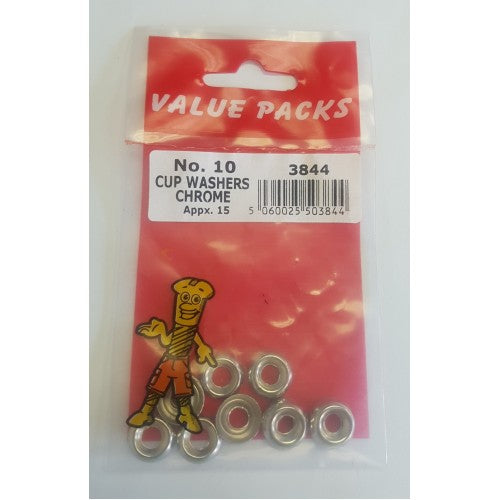 VALUE PACKS
No. 10 3844
CUP WASHERS
CHROME
Appx. 15 5 060025 503844